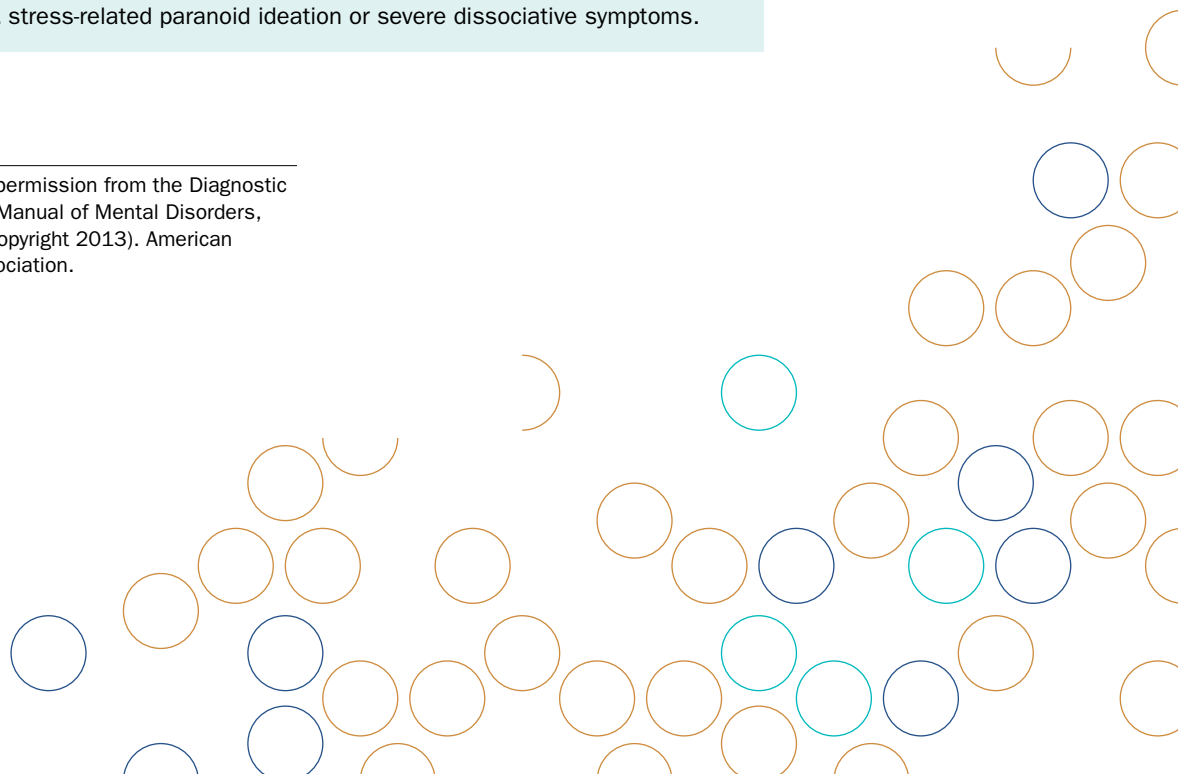 stress-related paranoid ideation or severe dissociative symptoms.
permission from the Diagnostic
Manual of Mental Disorders,
opyright 2013). American
ociation.